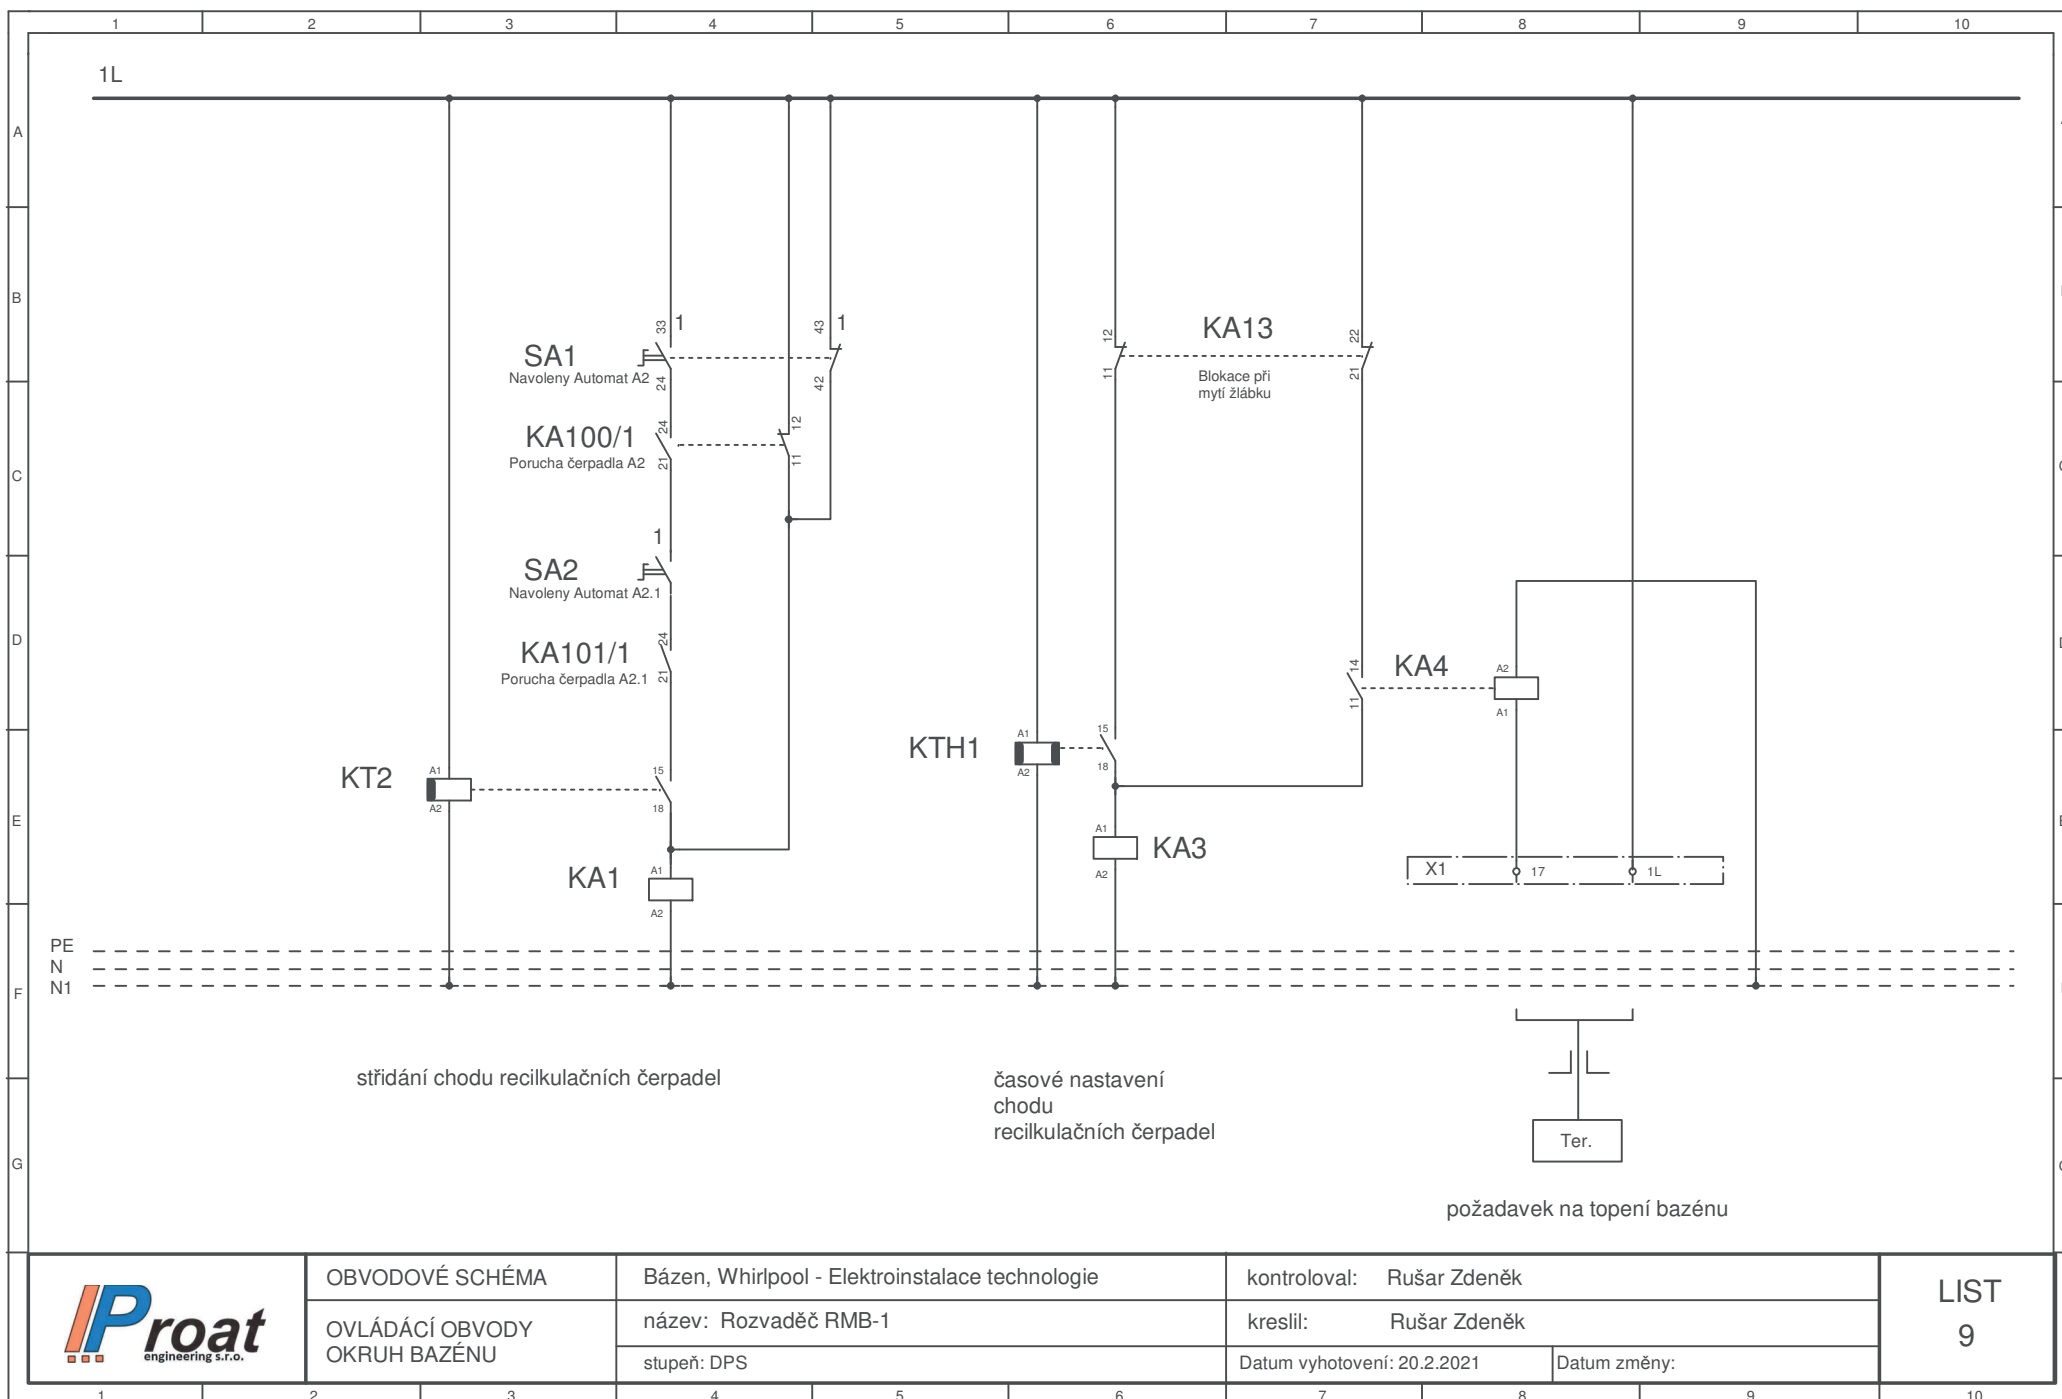 1 2 3 4 5 6 7 8 9 10
1L
A
B
33 1
43 1
12
KA13
22
SA1
Navoleny Automat A2
24
42
11
Blokace při
mytí žlábku
21
24
12
KA100/1
Porucha čerpadla A2
21
11
C
1
SA2
Navoleny Automat A2.1
D
24
KA101/1
Porucha čerpadla A2.1
21
14
KA4
11
A2
A1
KTH1
A1
A2
15
18
KT2
A1
A2
15
18
E
KA1
A1
A2
A1
KA3
A2
X1
17
1L
PE
N
N1
F
střidání chodu recilkulačních čerpadel
časové nastavení
chodu
recilkulačních čerpadel
Ter.
G
požadavek na topení bazénu
Proat
engineering s.r.o.
OBVODOVÉ SCHÉMA
OVLÁDÁCÍ OBVODY
OKRUH BAZÉNU
Bázen, Whirlpool - Elektroinstalace technologie
název: Rozvaděč RMB-1
stupeň: DPS
kontroloval: Rušar Zdeněk
kreslil: Rušar Zdeněk
Datum vyhotovení: 20.2.2021
Datum změny:
LIST
9
1 2 3 4 5 6 7 8 9 10